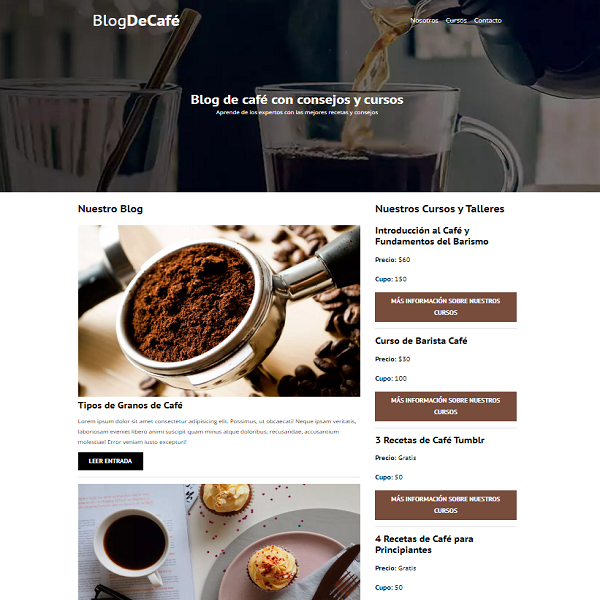 BlogDeCafé
Nosotros Cursos Contacto
Blog de café con consejos y cursos
Aprende de los expertos con las mejores recetas y consejos
Nuestro Blog
Tipos de Granos de Café
Lorem ipsum dolor sit amet consectetur adipisicing elit. Possimus, ut obcaecati! Neque ipsam veritatis,
laboriosam eveniet libero animi suscipit quam minus atque doloribus, recusandae, accusantium
molestiae! Error veniam iusto excepturi!
LEER ENTRADA
Nuestros Cursos y Talleres
Introducción al Café y
Fundamentos del Barismo
Precio: $60
Cupo: 150
MÁS INFORMACIÓN SOBRE NUESTROS
CURSOS
Curso de Barista Café
Precio: $30
Cupo: 100
MÁS INFORMACIÓN SOBRE NUESTROS
CURSOS
3 Recetas de Café Tumblr
Precio: Gratis
Cupo: 50
MÁS INFORMACIÓN SOBRE NUESTROS
CURSOS
4 Recetas de Café para
Principiantes
Precio: Gratis
Cupo: 50